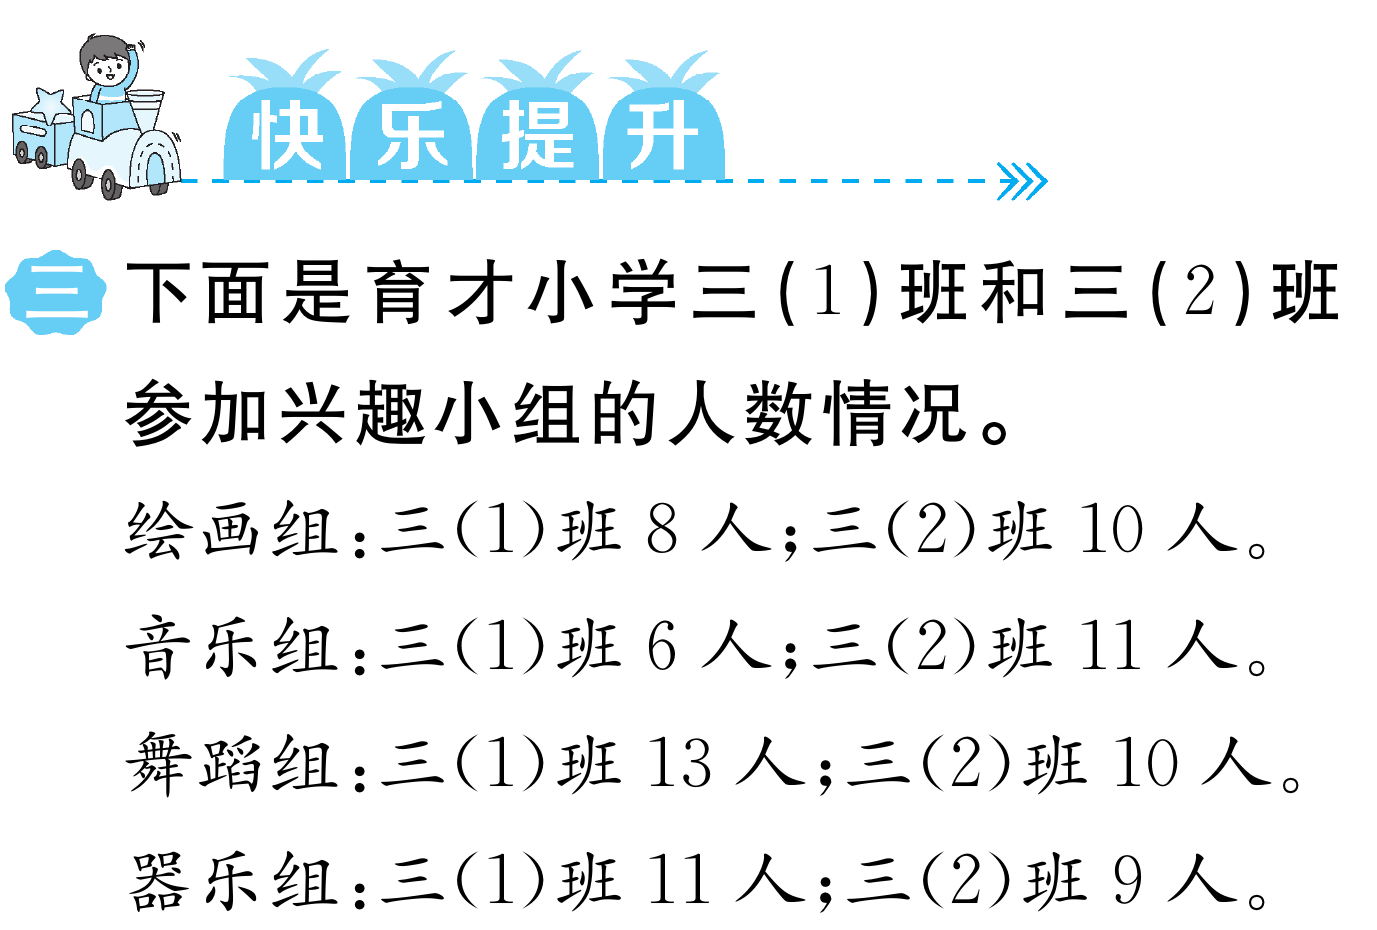 快乐提升
三 下面是育才小学三(1)班和三(2)班
参加兴趣小组的人数情况。
绘画组:三(1)班 8 人;三(2)班 10 人。
音乐组:三(1)班 6 人;三(2)班 11 人。
舞蹈组:三(1)班 13 人;三(2)班 10 人。
器乐组:三(1)班 11 人;三(2)班 9 人。